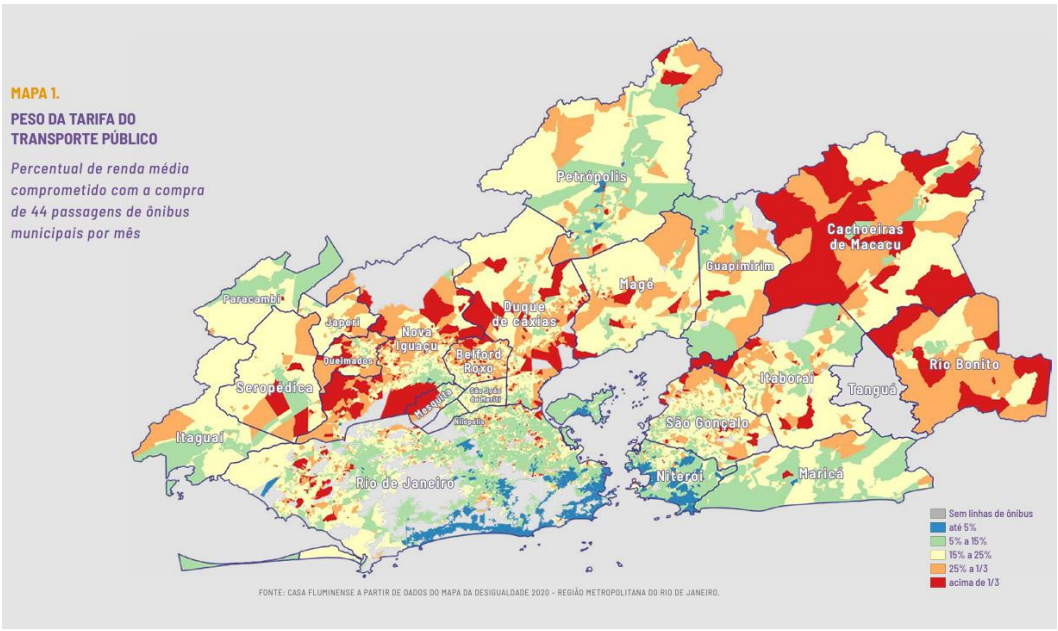 MAPA 1.
PESO DA TARIFA DO
TRANSPORTE PÚBLICO
Percentual de renda média
comprometido com a compra
de 44 passagens de ônibus
municipais por mês
Petrópolis
Cachoeiras
de Macacu
Guapimirim
Magé
Paracambi
Japeri
Duque
de caxias
Nova
Iguaçu
Queimados
Belford
Roxo
Seropédica
São João
de Meriti
Mesquita
Nilópolis
Rio Bonito
Itaboraí
Tanguá
São Gonçalo
Itaguaí
Rio de Janeiro
Niterói
Maricá
Sem linhas de ônibus
até 5%
5% a 15%
15% a 25%
25% a 1/3
acima de 1/3
FONTE: CASA FLUMINENSE A PARTIR DE DADOS DO MAPA DA DESIGUALDADE 2020 - REGIÃO METROPOLITANA DO RIO DE JANEIRO.